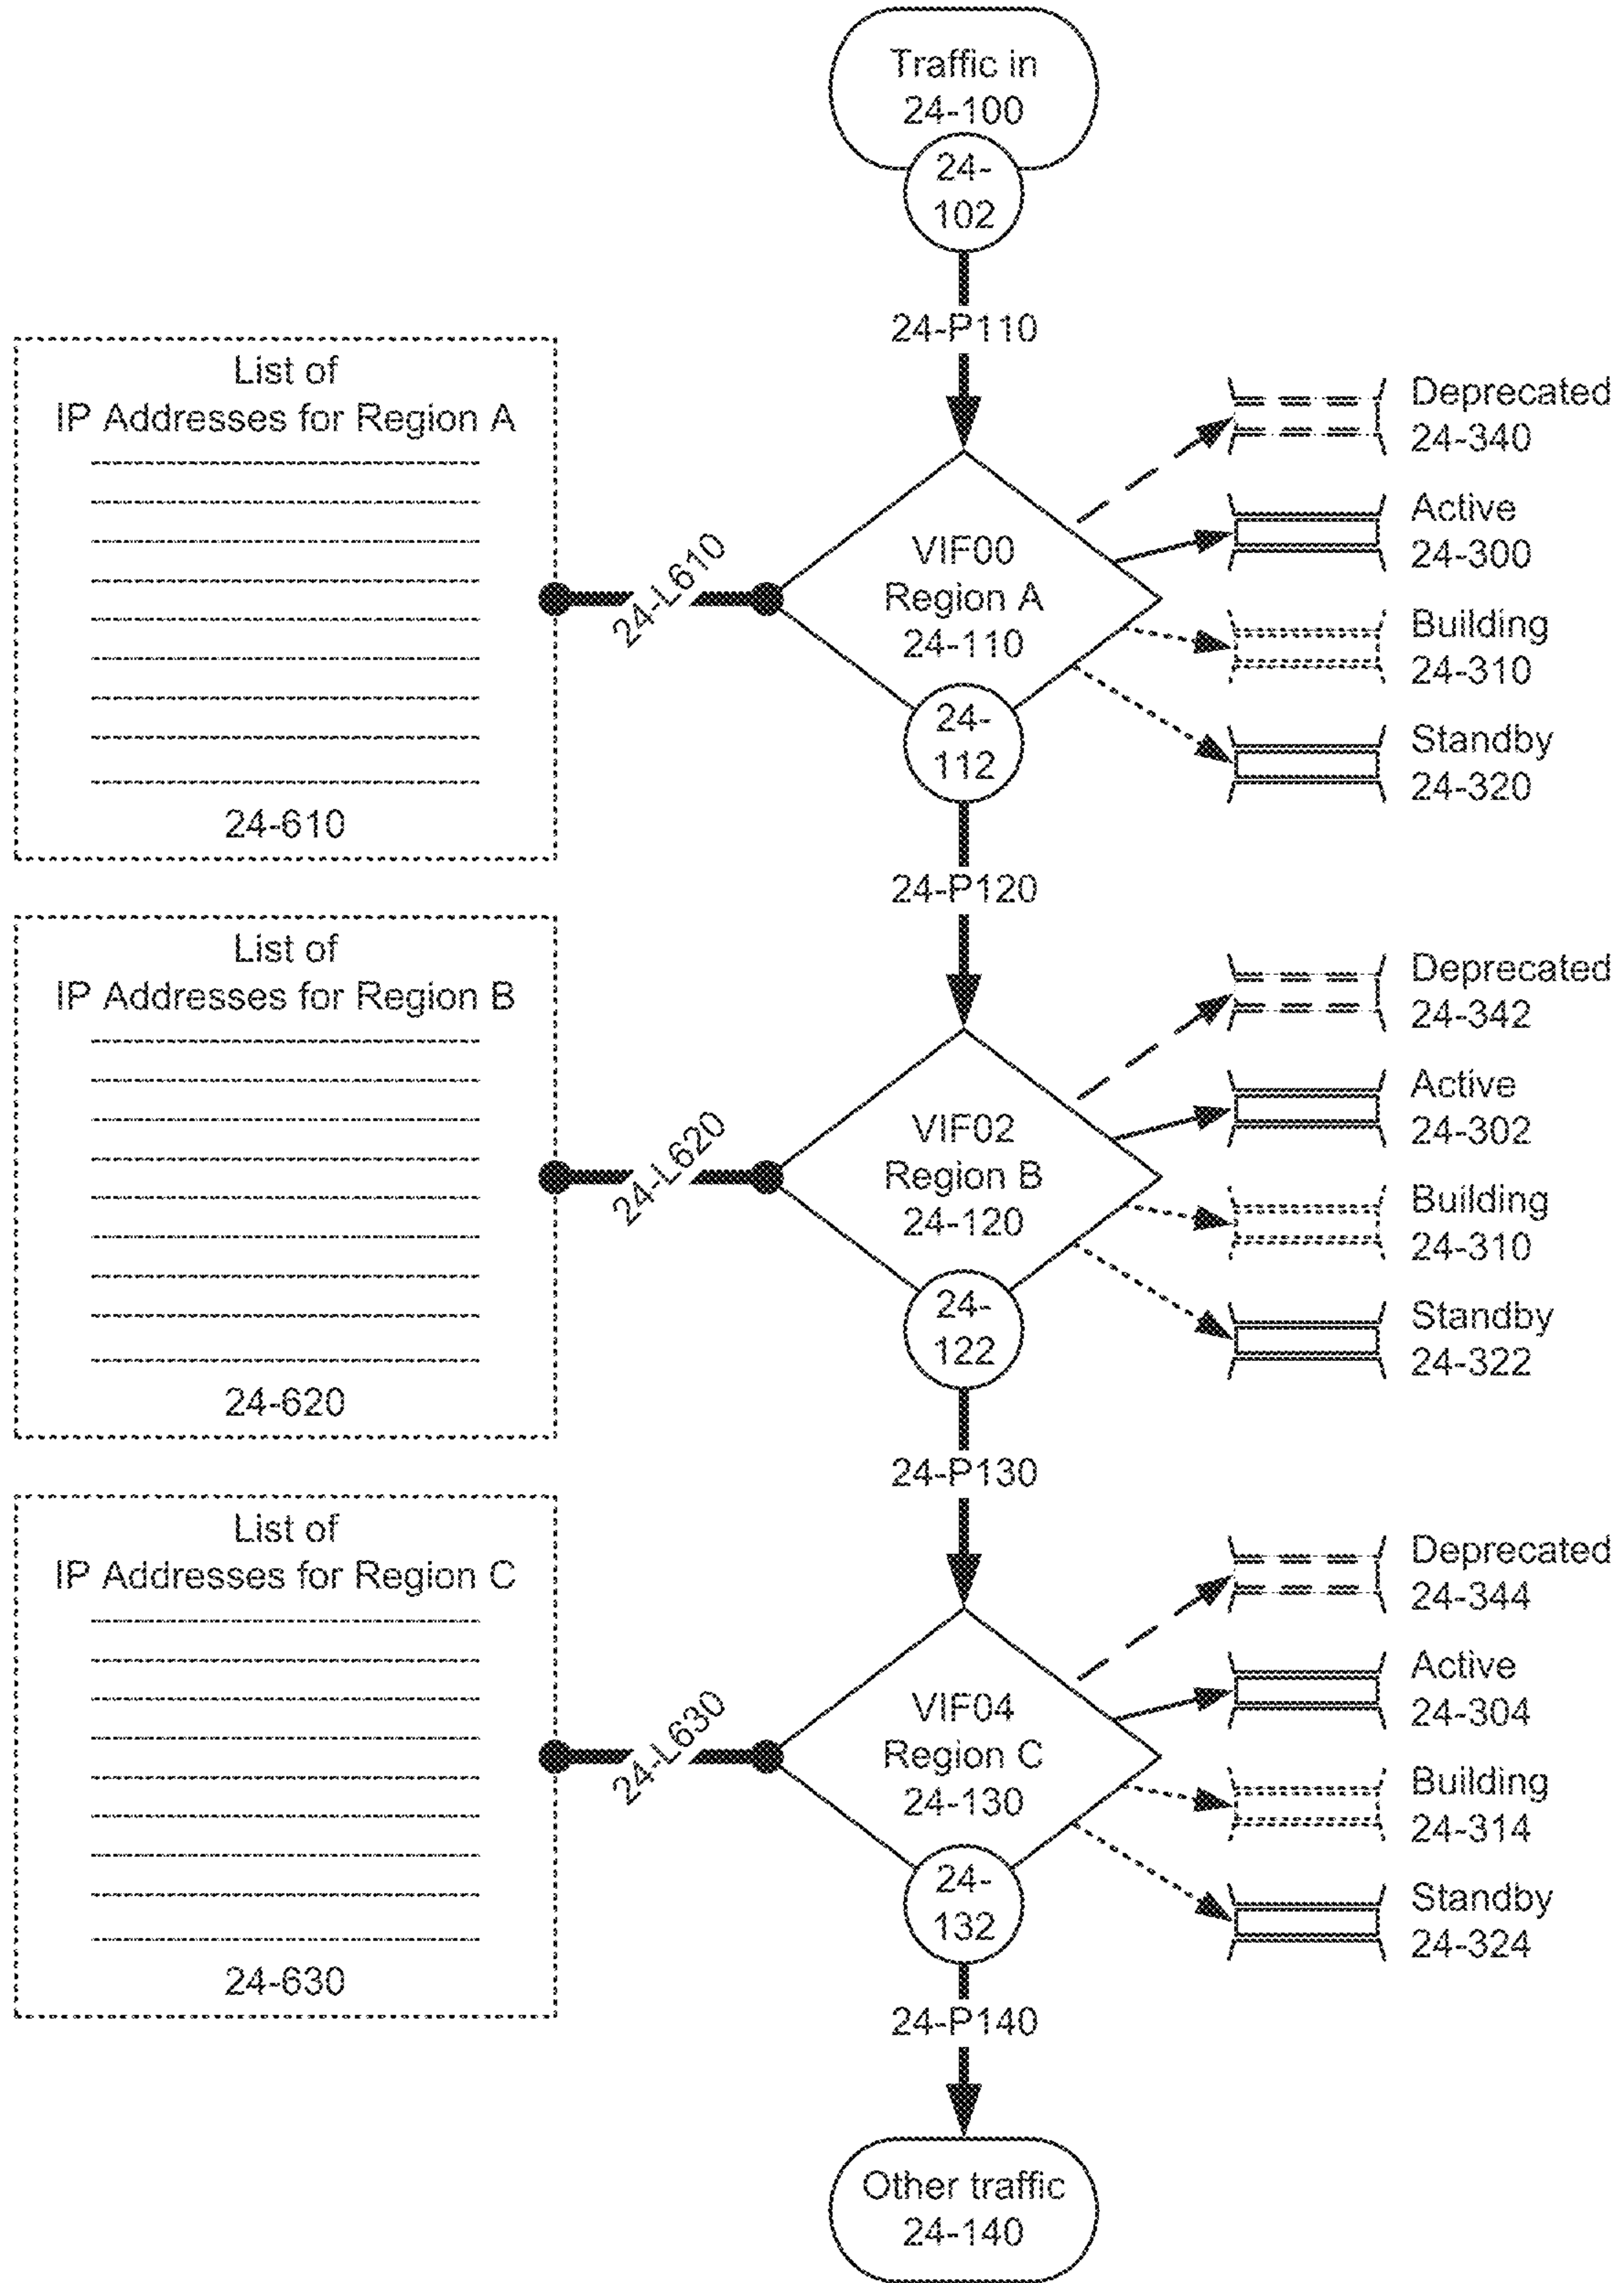 Traffic in
24-100
24-
102
24-P110
List of
IP Addresses for Region A
24-610
24-L610
VIF00
Region A
24-110
24-
112
Deprecated
24-340
Active
24-300
Building
24-310
Standby
24-320
24-P120
List of
IP Addresses for Region B
24-620
24-L620
VIF02
Region B
24-120
24-
122
Deprecated
24-342
Active
24-302
Building
24-310
Standby
24-322
24-P130
List of
IP Addresses for Region C
24-630
24-L630
VIF04
Region C
24-130
24-
132
Deprecated
24-344
Active
24-304
Building
24-314
Standby
24-324
24-P140
Other traffic
24-140